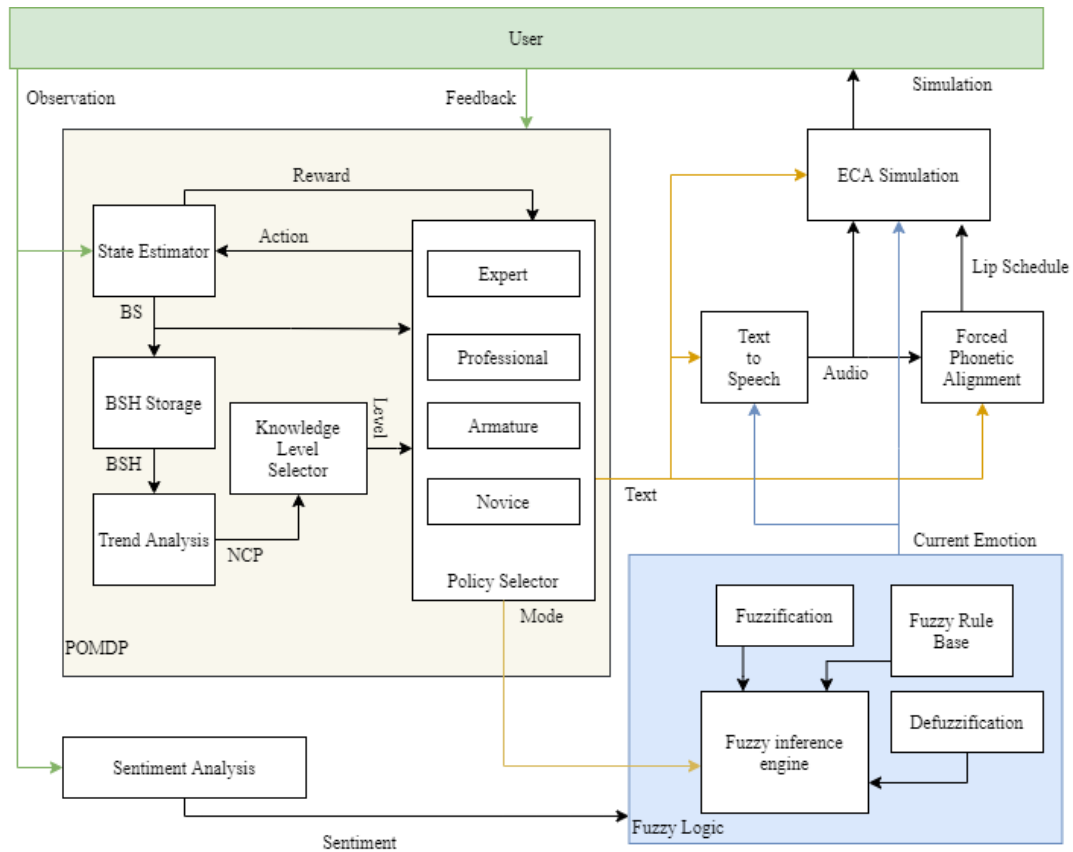 User
Observation
Feedback
Simulation
Reward
ECA Simulation
State Estimator
Action
Expert
Lip Schedule
BS
Professional
Text
to
Speech
Audio
Forced
Phonetic
Alignment
BSH Storage
Knowledge
Level
Selector
Level
Armature
BSH
Trend Analysis
NCP
Novice
Text
Policy Selector
Mode
POMDP
Current Emotion
Fuzzification
Fuzzy Rule
Base
Defuzzification
Fuzzy inference
engine
Sentiment Analysis
Fuzzy Logic
Sentiment